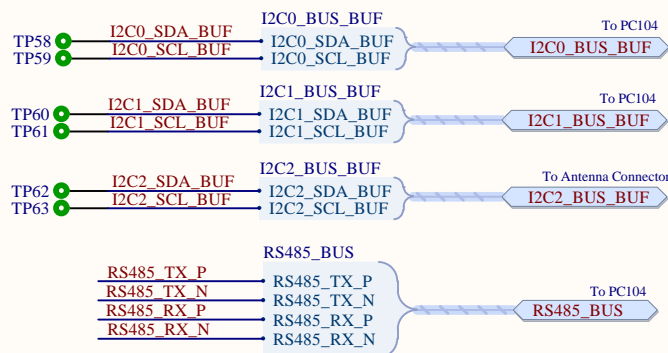 I2C0_BUS_BUF
To PC104
TP58 I2C0_SDA_BUF I2C0_SDA_BUF I2C0_BUS_BUF
TP59 I2C0_SCL_BUF I2C0_SCL_BUF
I2C1_BUS_BUF
To PC104
TP60 I2C1_SDA_BUF I2C1_SDA_BUF I2C1_BUS_BUF
TP61 I2C1_SCL_BUF I2C1_SCL_BUF
I2C2_BUS_BUF
To Antenna Connector
TP62 I2C2_SDA_BUF I2C2_SDA_BUF I2C2_BUS_BUF
TP63 I2C2_SCL_BUF I2C2_SCL_BUF
RS485_BUS
RS485_TX_P RS485_TX_P
To PC104
RS485_TX_N RS485_TX_N
RS485_BUS
RS485_RX_P RS485_RX_P
RS485_RX_N RS485_RX_N